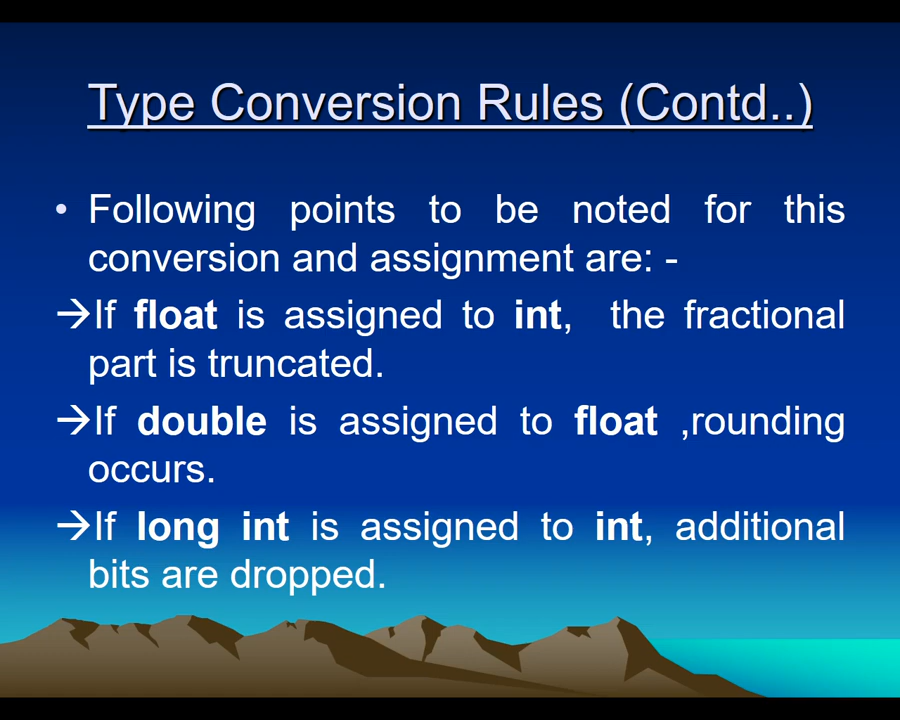 Type Conversion Rules (Contd..)
• Following points to be noted for this
conversion and assignment are: -
→If float is assigned to int, the fractional
part is truncated.
→If double is assigned to float ,rounding
occurs.
→If long int is assigned to int, additional
bits are dropped.